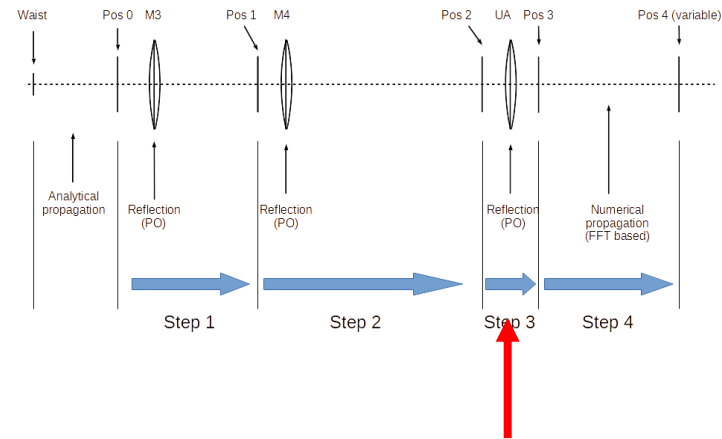 Waist
Pos 0
M3
Pos 1
M4
Pos 2
UA
Pos 3
Pos 4 (variable)
Analytical
propagation
Reflection
(PO)
Reflection
(PO)
Reflection
(PO)
Numerical
propagation
(FFT based)
Step 1
Step 2
Step 3
Step 4